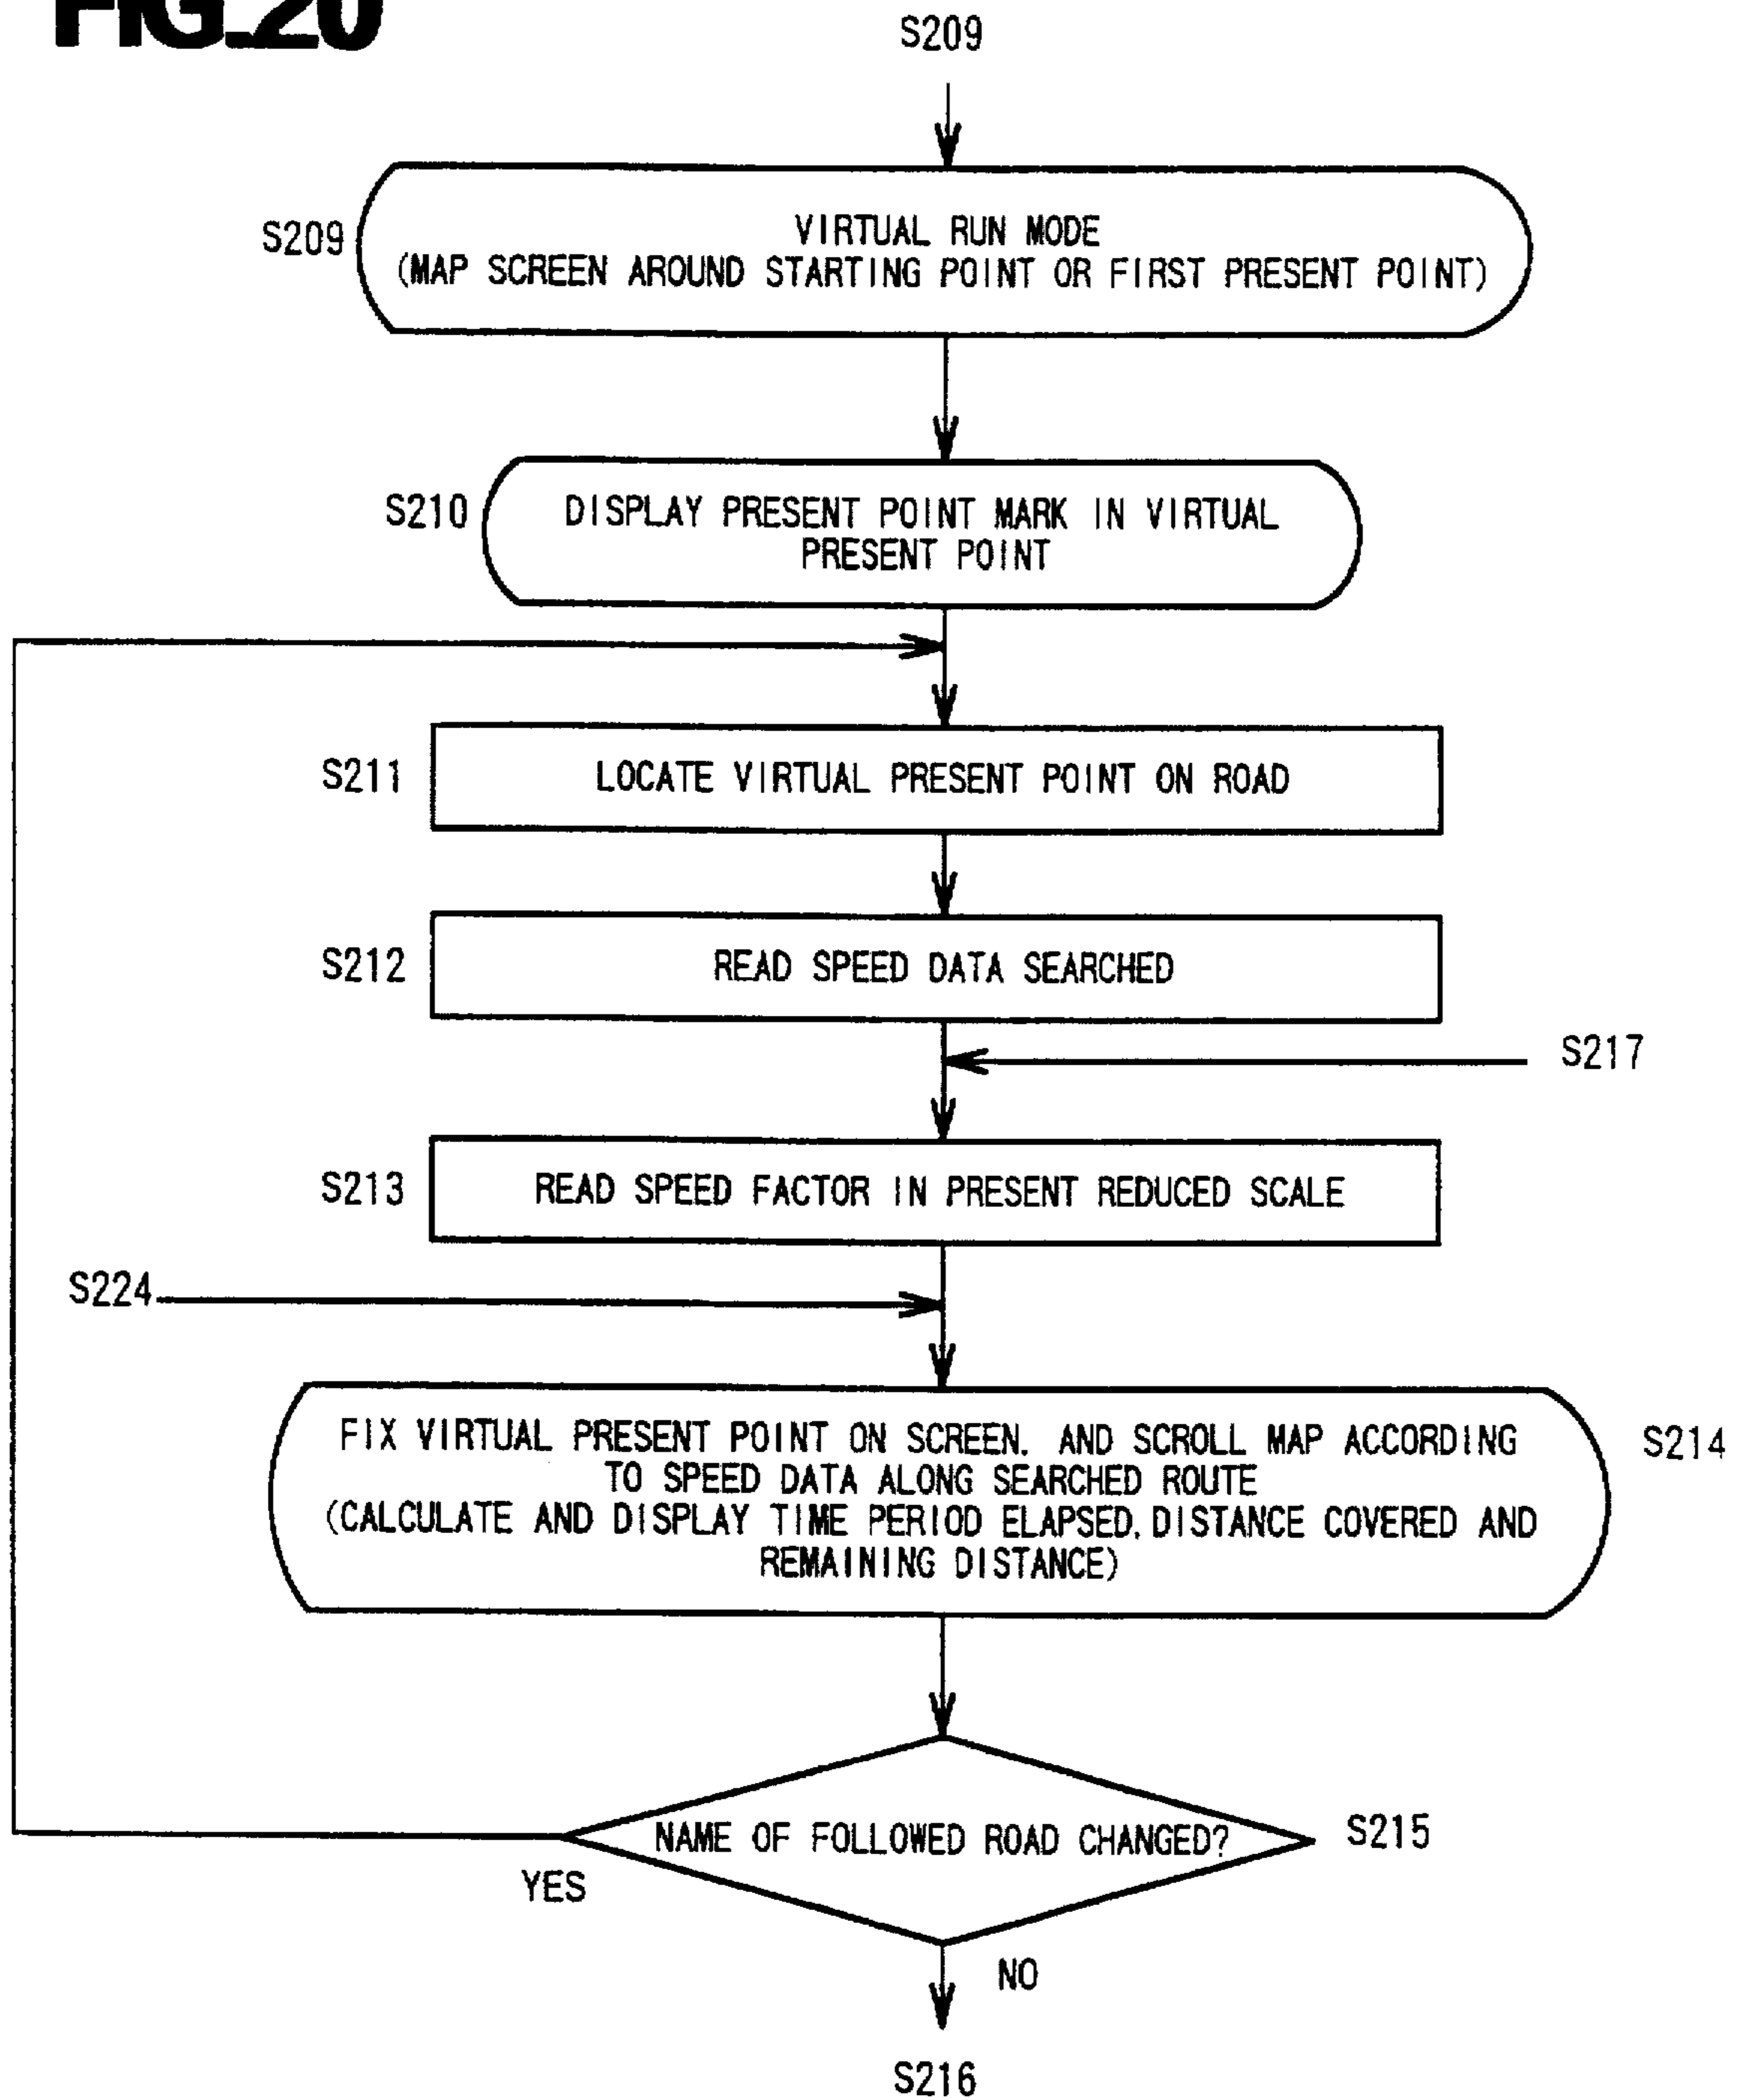 FIG.20
S209
S209
VIRTUAL RUN MODE
(MAP SCREEN AROUND STARTING POINT OR FIRST PRESENT POINT)
S210
DISPLAY PRESENT POINT MARK IN VIRTUAL
PRESENT POINT
S211
LOCATE VIRTUAL PRESENT POINT ON ROAD
S212
READ SPEED DATA SEARCHED
S217
S213
READ SPEED FACTOR IN PRESENT REDUCED SCALE
S224
FIX VIRTUAL PRESENT POINT ON SCREEN. AND SCROLL MAP ACCORDING
S214
TO SPEED DATA ALONG SEARCHED ROUTE
(CALCULATE AND DISPLAY TIME PERIOD ELAPSED, DISTANCE COVERED AND
REMAINING DISTANCE)
NAME OF FOLLOWED ROAD CHANGED?
S215
YES
NO
S216